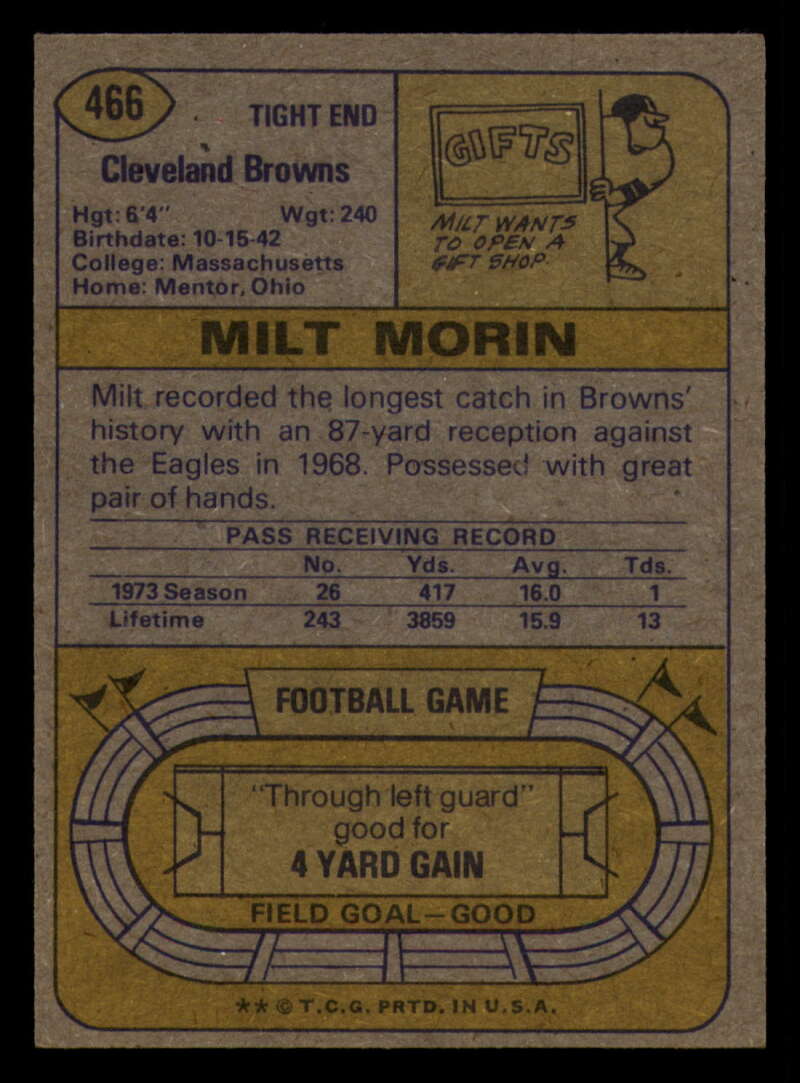 466
TIGHT END
Cleveland Browns
Hgt: 6'4" Wgt: 240
Birthdate: 10-15-42
College: Massachusetts
Home: Mentor, Ohio
GIFTS
MILT WANTS
TO OPEN A
GIFT SHOP.
MILT MORIN
Milt recorded the longest catch in Browns'
history with an 87-yard reception against
the Eagles in 1968. Possessed with great
pair of hands.
PASS RECEIVING RECORD
No. Yds. Avg. Tds.
1973 Season 26 417 16.0 1
Lifetime 243 3859 15.9 13
FOOTBALL GAME
"Through left guard"
good for
4 YARD GAIN
FIELD GOAL—GOOD
** © T.C.G. PRTD. IN U.S.A.